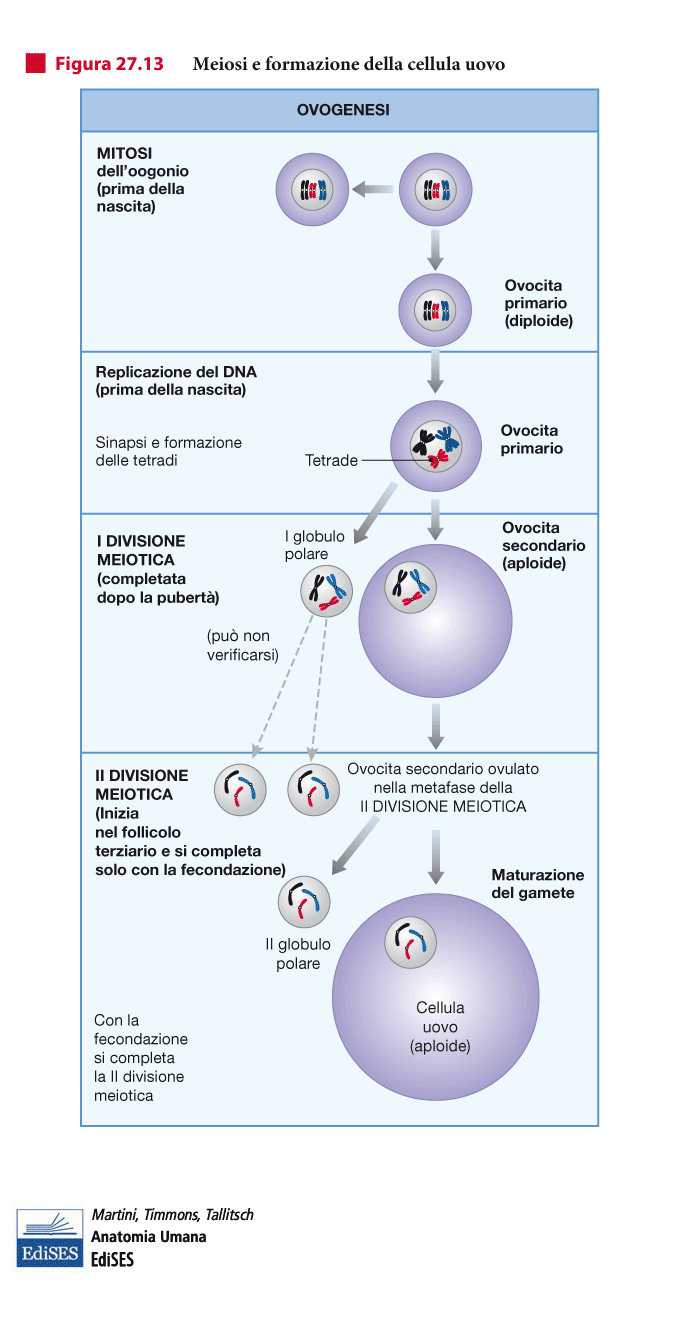 Figura 27.13 Meiosi e formazione della cellula uovo
OVOGENESI
MITOSI
dell'oogonio
(prima della
nascita)
Ovocita
primario
(diploide)
Replicazione del DNA
(prima della nascita)
Sinapsi e formazione
delle tetradi
Tetrade
Ovocita
primario
I DIVISIONE
MEIOTICA
(completata
dopo la pubertà)
I globulo
polare
Ovocita
secondario
(aploide)
(può non
verificarsi)
II DIVISIONE
MEIOTICA
(Inizia
nel follicolo
terziario e si completa
solo con la fecondazione)
Ovocita secondario ovulato
nella metafase della
II DIVISIONE MEIOTICA
Maturazione
del gamete
II globulo
polare
Cellula
uovo
(aploide)
Con la
fecondazione
si completa
la II divisione
meiotica
EdiSES
Martini, Timmons, Tallitsch
Anatomia Umana
EdiSES